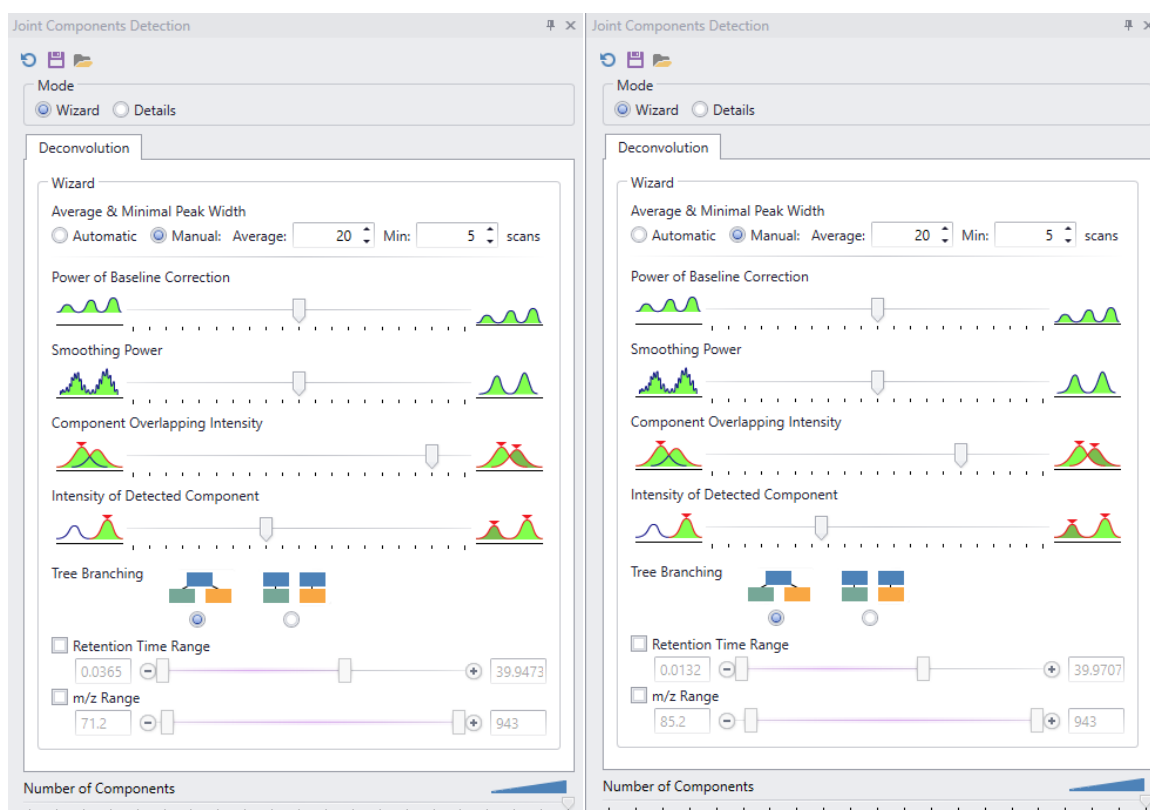 Joint Components Detection
Mode
Wizard Details
Deconvolution
Wizard
Average & Minimal Peak Width
Automatic Manual: Average: 20 Min: 5 scans
Power of Baseline Correction
Smoothing Power
Component Overlapping Intensity
Intensity of Detected Component
Tree Branching
Retention Time Range
0.0365 39.9473
m/z Range
71.2 943
Number of Components
Joint Components Detection
Mode
Wizard Details
Deconvolution
Wizard
Average & Minimal Peak Width
Automatic Manual: Average: 20 Min: 5 scans
Power of Baseline Correction
Smoothing Power
Component Overlapping Intensity
Intensity of Detected Component
Tree Branching
Retention Time Range
0.0132 39.9707
m/z Range
85.2 943
Number of Components